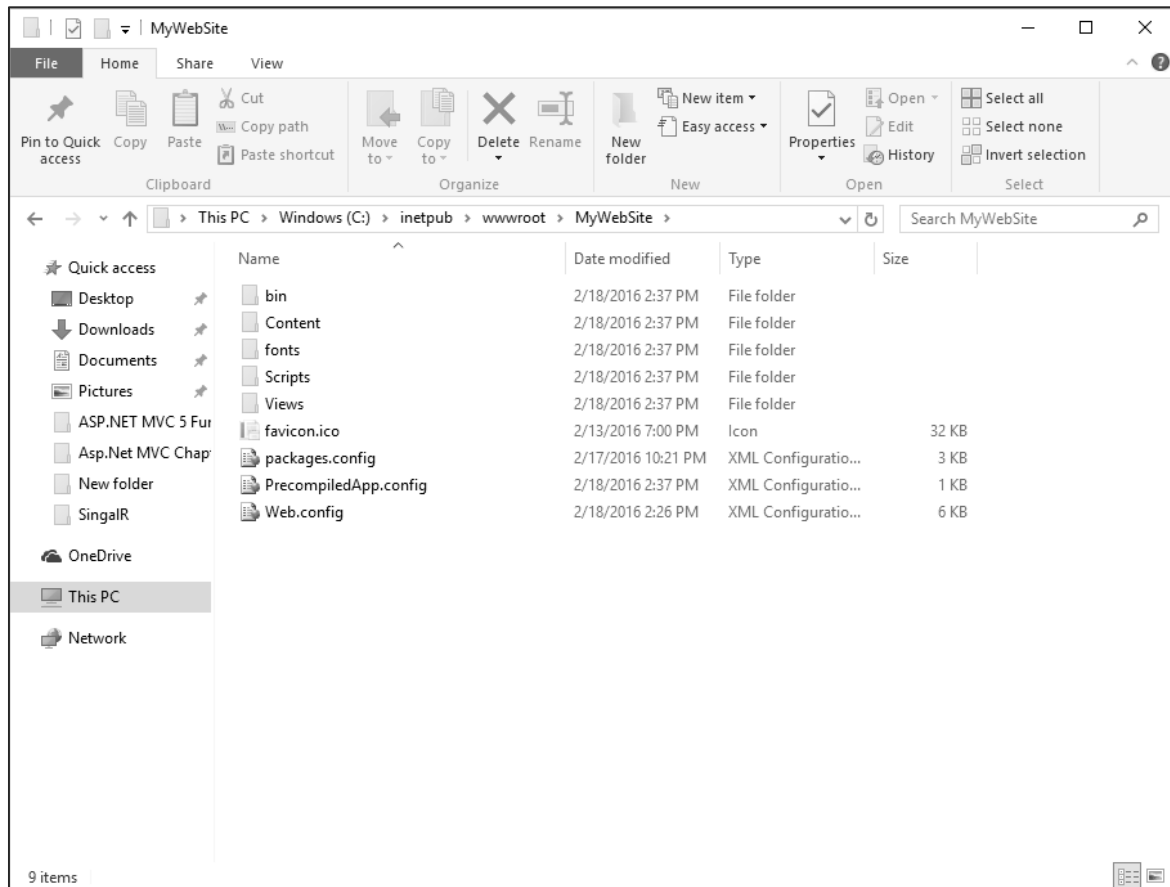 MyWebSite
File Home Share View
Pin to Quick access
Copy
Paste
Cut
Copy path
Paste shortcut
Clipboard
Move to
Copy to
Delete
Rename
Organize
New folder
New item
Easy access
New
Properties
Open
Edit
History
Open
Select all
Select none
Invert selection
Select
This PC > Windows (C:) > inetpub > wwwroot > MyWebSite >
Search MyWebSite
Quick access
Desktop
Downloads
Documents
Pictures
ASP.NET MVC 5 Fur
Asp.Net MVC Chap
New folder
SingalR
OneDrive
This PC
Network
Name Date modified Type Size
bin 2/18/2016 2:37 PM File folder
Content 2/18/2016 2:37 PM File folder
fonts 2/18/2016 2:37 PM File folder
Scripts 2/18/2016 2:37 PM File folder
Views 2/18/2016 2:37 PM File folder
favicon.ico 2/13/2016 7:00 PM Icon 32 KB
packages.config 2/17/2016 10:21 PM XML Configuratio... 3 KB
PrecompiledApp.config 2/18/2016 2:37 PM XML Configuratio... 1 KB
Web.config 2/18/2016 2:26 PM XML Configuratio... 6 KB
9 items